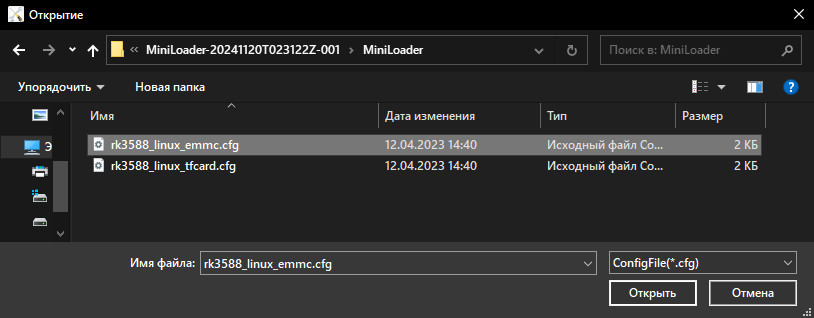 Открытие
MiniLoader-20241120T023122Z-001 MiniLoader Поиск в: MiniLoader
Упорядочить Новая папка
Имя Дата изменения Тип Размер
Э rk3588_linux_emmc.cfg 12.04.2023 14:40 Исходный файл Co... 2 КБ
rk3588_linux_tfcard.cfg 12.04.2023 14:40 Исходный файл Co... 2 КБ
Имя файла: rk3588_linux_emmc.cfg ConfigFile(*.cfg)
Открыть Отмена